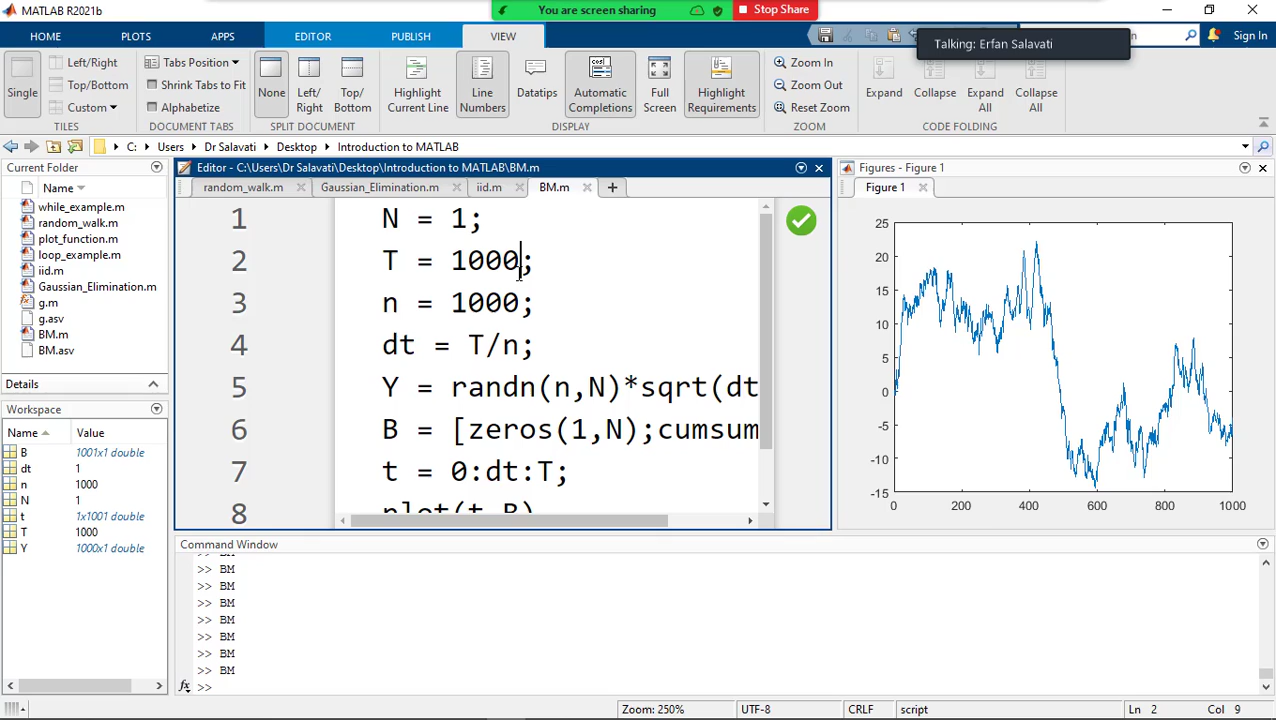 MATLAB R2021b
You are screen sharing
Stop Share
HOME PLOTS APPS EDITOR PUBLISH VIEW
Talking: Erfan Salavati
Sign In
Single
Left/Right
Top/Bottom
Custom
TILES
Tabs Position
Shrink Tabs to Fit
Alphabetize
DOCUMENT TABS
None
Left/
Right
Top/
Bottom
SPLIT DOCUMENT
Highlight
Current Line
Line
Numbers
Datatips
Automatic
Completions
Full
Screen
Highlight
Requirements
DISPLAY
Zoom In
Zoom Out
Reset Zoom
ZOOM
Expand
Collapse
Expand
All
Collapse
All
CODE FOLDING
C: Users Dr Salavati Desktop Introduction to MATLAB
Current Folder
Name
while_example.m
random_walk.m
plot_function.m
loop_example.m
iid.m
Gaussian_Elimination.m
g.m
g.asv
BM.m
BM.asv
Details
Workspace
Name Value
B 1001x1 double
dt 1
n 1000
N 1
t 1x1001 double
T 1000
Y 1000x1 double
Editor - C:\Users\Dr Salavati\Desktop\Introduction to MATLAB\BM.m
random_walk.m Gaussian_Elimination.m iid.m BM.m
1 N = 1;
2 T = 1000;
3 n = 1000;
4 dt = T/n;
5 Y = randn(n,N)*sqrt(dt
6 B = [zeros(1,N);cumsum
7 t = 0:dt:T;
8 plot(t,B)
Figures - Figure 1
Figure 1
25
20
15
10
5
0
-5
-10
-15
0 200 400 600 800 1000
Command Window
>> BM
>> BM
>> BM
>> BM
>> BM
>> BM
>> BM
>> BM
fx >>
Zoom: 250% UTF-8 CRLF script Ln 2 Col 9